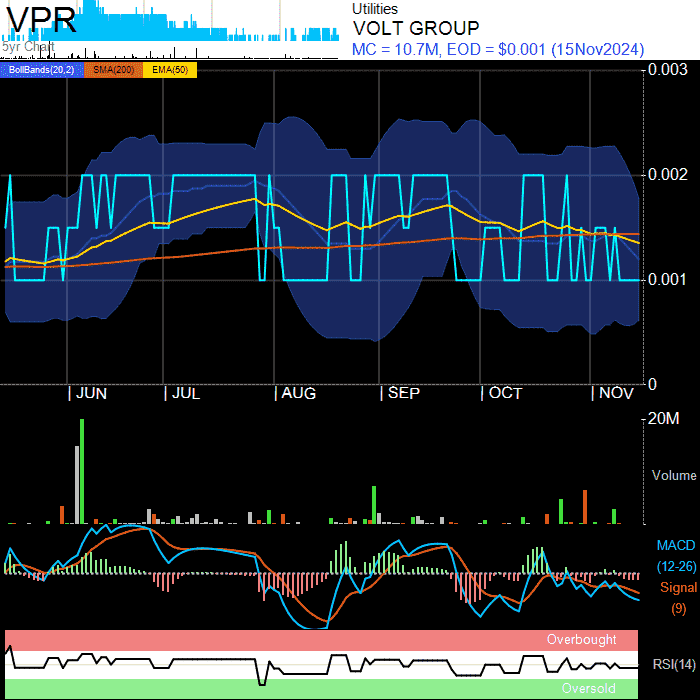 VPR
5yr Chart
Utilities
VOLT GROUP
MC = 10.7M, EOD = $0.001 (15Nov2024)
BollBands(20,2) SMA(200) EMA(50)
0.003
0.002
0.001
0
JUN JUL AUG SEP OCT NOV
20M
Volume
MACD
(12-26)
Signal
(9)
Overbought
RSI(14)
Oversold